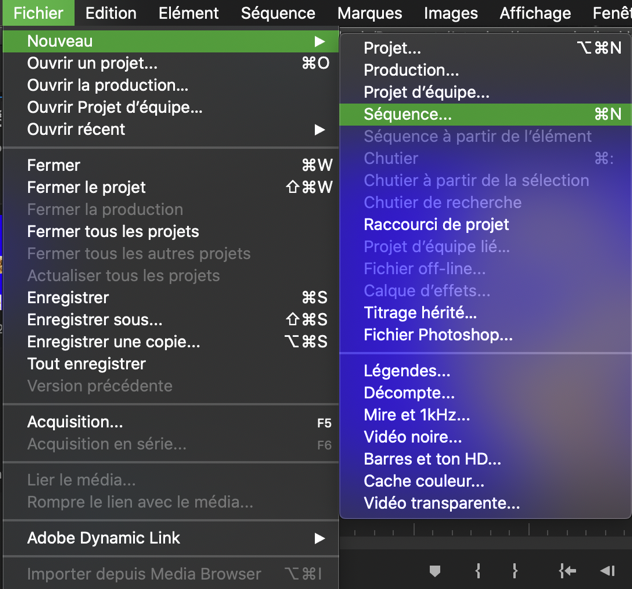 Fichier Edition Elément Séquence Marques Images Affichage
Nouveau ▶
Ouvrir un projet... ⌘O
Ouvrir la production...
Ouvrir Projet d’équipe...
Ouvrir récent ▶
Fermer ⌘W
Fermer le projet ⇧⌘W
Fermer la production
Fermer tous les projets
Fermer tous les autres projets
Actualiser tous les projets
Enregistrer ⌘S
Enregistrer sous... ⇧⌘S
Enregistrer une copie... ⌥⌘S
Tout enregistrer
Version précédente
Acquisition... F5
Acquisition en série... F6
Lier le média...
Rompre le lien avec le média...
Adobe Dynamic Link ▶
Importer depuis Media Browser ⌥⌘I
Projet... ⌥⌘N
Production...
Projet d’équipe...
Séquence... ⌘N
Séquence à partir de l’élément
Chutier ⌘:
Chutier à partir de la sélection
Chutier de recherche
Raccourci de projet
Projet d’équipe lié...
Fichier off-line...
Calque d’effets...
Titrage hérité...
Fichier Photoshop...
Légendes...
Décompte...
Mire et 1kHz...
Vidéo noire...
Barres et ton HD...
Cache couleur...
Vidéo transparente...